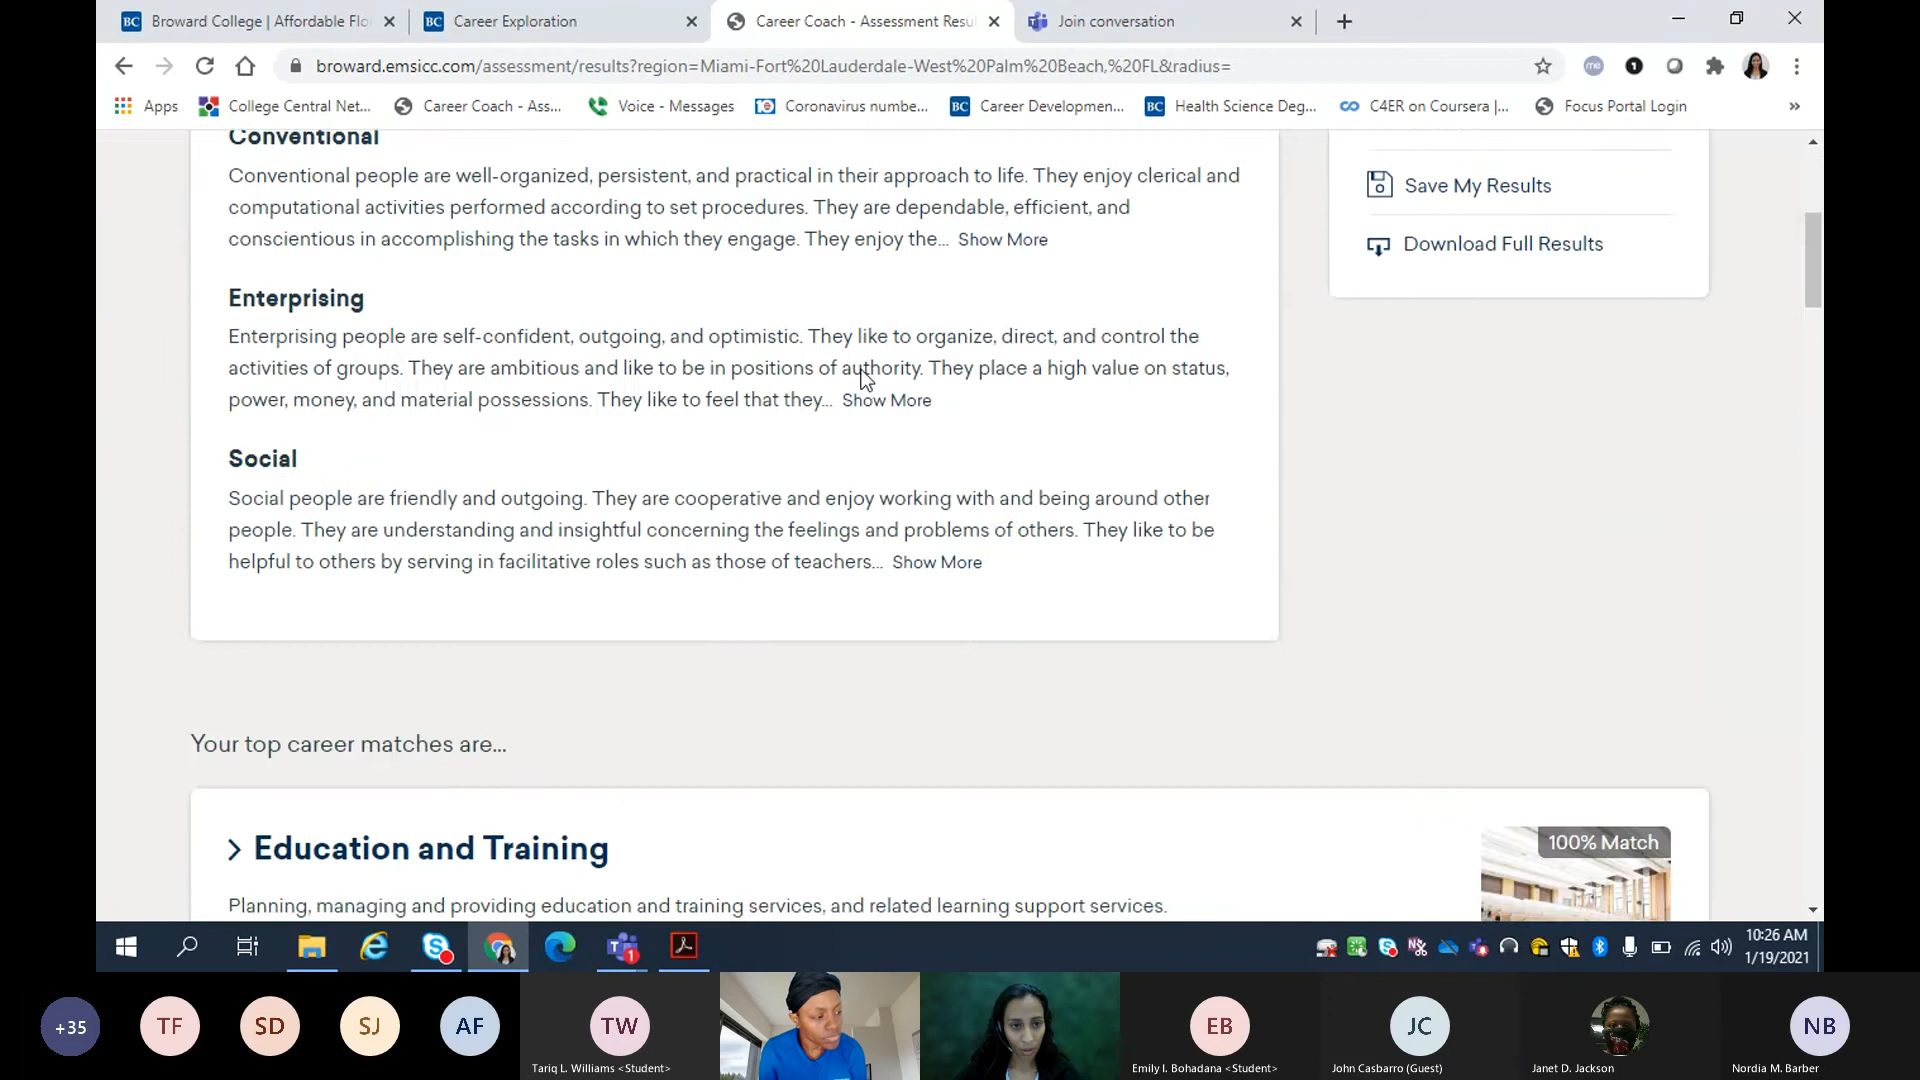 Broward College | Affordable Flo
Career Exploration
Career Coach - Assessment Resu
Join conversation
broward.emsicc.com/assessment/results?region=Miami-Fort%20Lauderdale-West%20Palm%20Beach,%20FL&radius=
Apps
College Central Net...
Career Coach - Ass...
Voice - Messages
Coronavirus numbe...
BC
Career Developmen...
BC
Health Science Deg...
C4ER on Coursera |...
Focus Portal Login
»
Conventional
Conventional people are well-organized, persistent, and practical in their approach to life. They enjoy clerical and
computational activities performed according to set procedures. They are dependable, efficient, and
conscientious in accomplishing the tasks in which they engage. They enjoy the... Show More
Save My Results
Download Full Results
Enterprising
Enterprising people are self-confident, outgoing, and optimistic. They like to organize, direct, and control the
activities of groups. They are ambitious and like to be in positions of authority. They place a high value on status,
power, money, and material possessions. They like to feel that they... Show More
Social
Social people are friendly and outgoing. They are cooperative and enjoy working with and being around other
people. They are understanding and insightful concerning the feelings and problems of others. They like to be
helpful to others by serving in facilitative roles such as those of teachers... Show More
Your top career matches are...
Education and Training
100% Match
Planning, managing and providing education and training services, and related learning support services.
10:26 AM
1/19/2021
+35
TF
SD
SJ
AF
TW
EB
JC
NB
Tariq L. Williams <Student>
Emily I. Bohadana <Student>
John Casbarro (Guest)
Janet D. Jackson
Nordia M. Barber